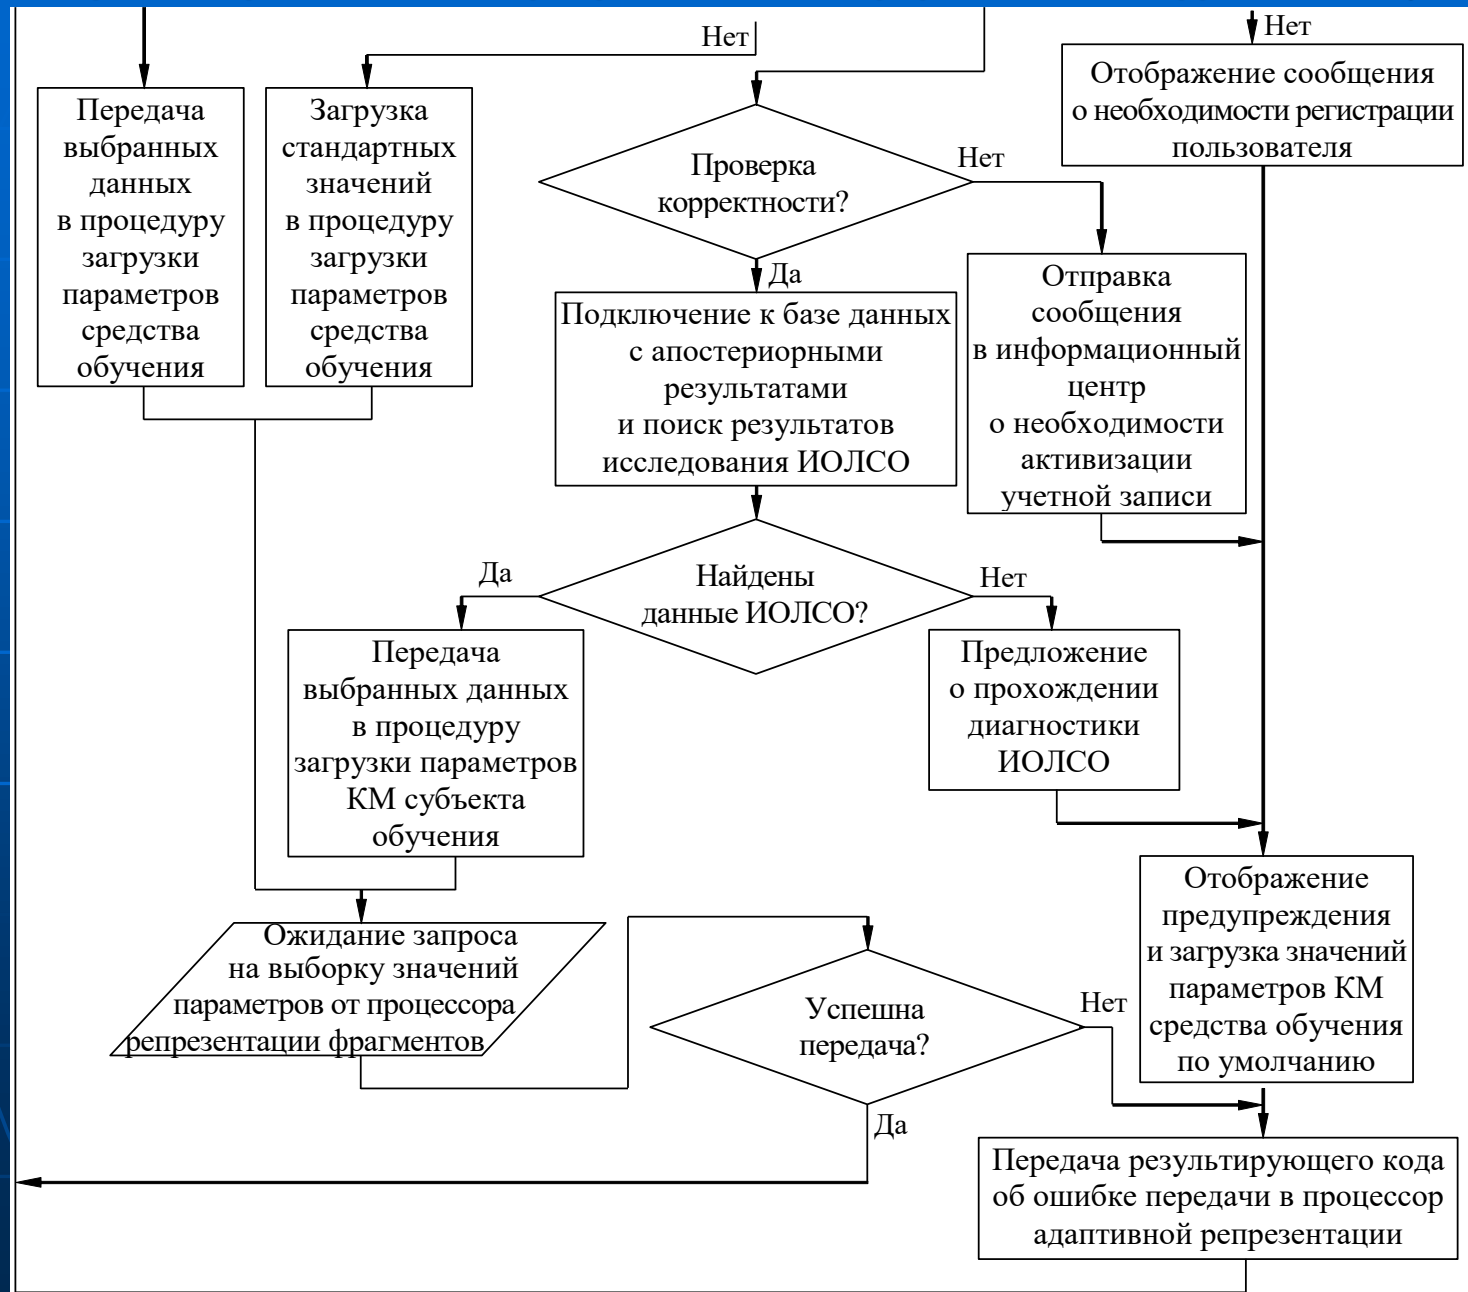 Нет
Нет
Передача
выбранных
данных
в процедуру
загрузки
параметров
средства
обучения
Загрузка
стандартных
значений
в процедуру
загрузки
параметров
средства
обучения
Проверка
корректности?
Нет
Да
Отображение сообщения
о необходимости регистрации
пользователя
Подключение к базе данных
с апостериорными
результатами
и поиск результатов
исследования ИОЛСО
Отправка
сообщения
в информационный
центр
о необходимости
активизации
учетной записи
Да
Найдены
данные ИОЛСО?
Нет
Передача
выбранных данных
в процедуру
загрузки параметров
КМ субъекта
обучения
Предложение
о прохождении
диагностики
ИОЛСО
Отображение
предупреждения
и загрузка значений
параметров КМ
средства обучения
по умолчанию
Ожидание запроса
на выборку значений
параметров от процессора
репрезентации фрагментов
Успешна
передача?
Нет
Да
Передача результирующего кода
об ошибке передачи в процессор
адаптивной репрезентации